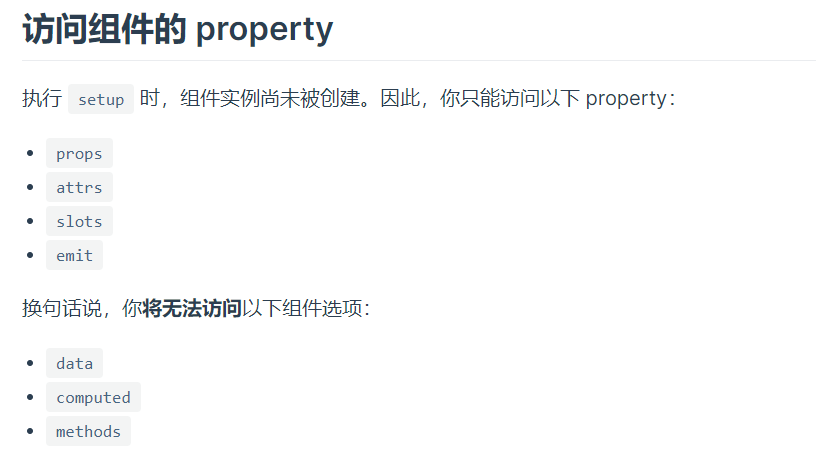 访问组件的 property
执行 setup 时，组件实例尚未被创建。因此，你只能访问以下 property：
props
attrs
slots
emit
换句话说，你将无法访问以下组件选项：
data
computed
methods